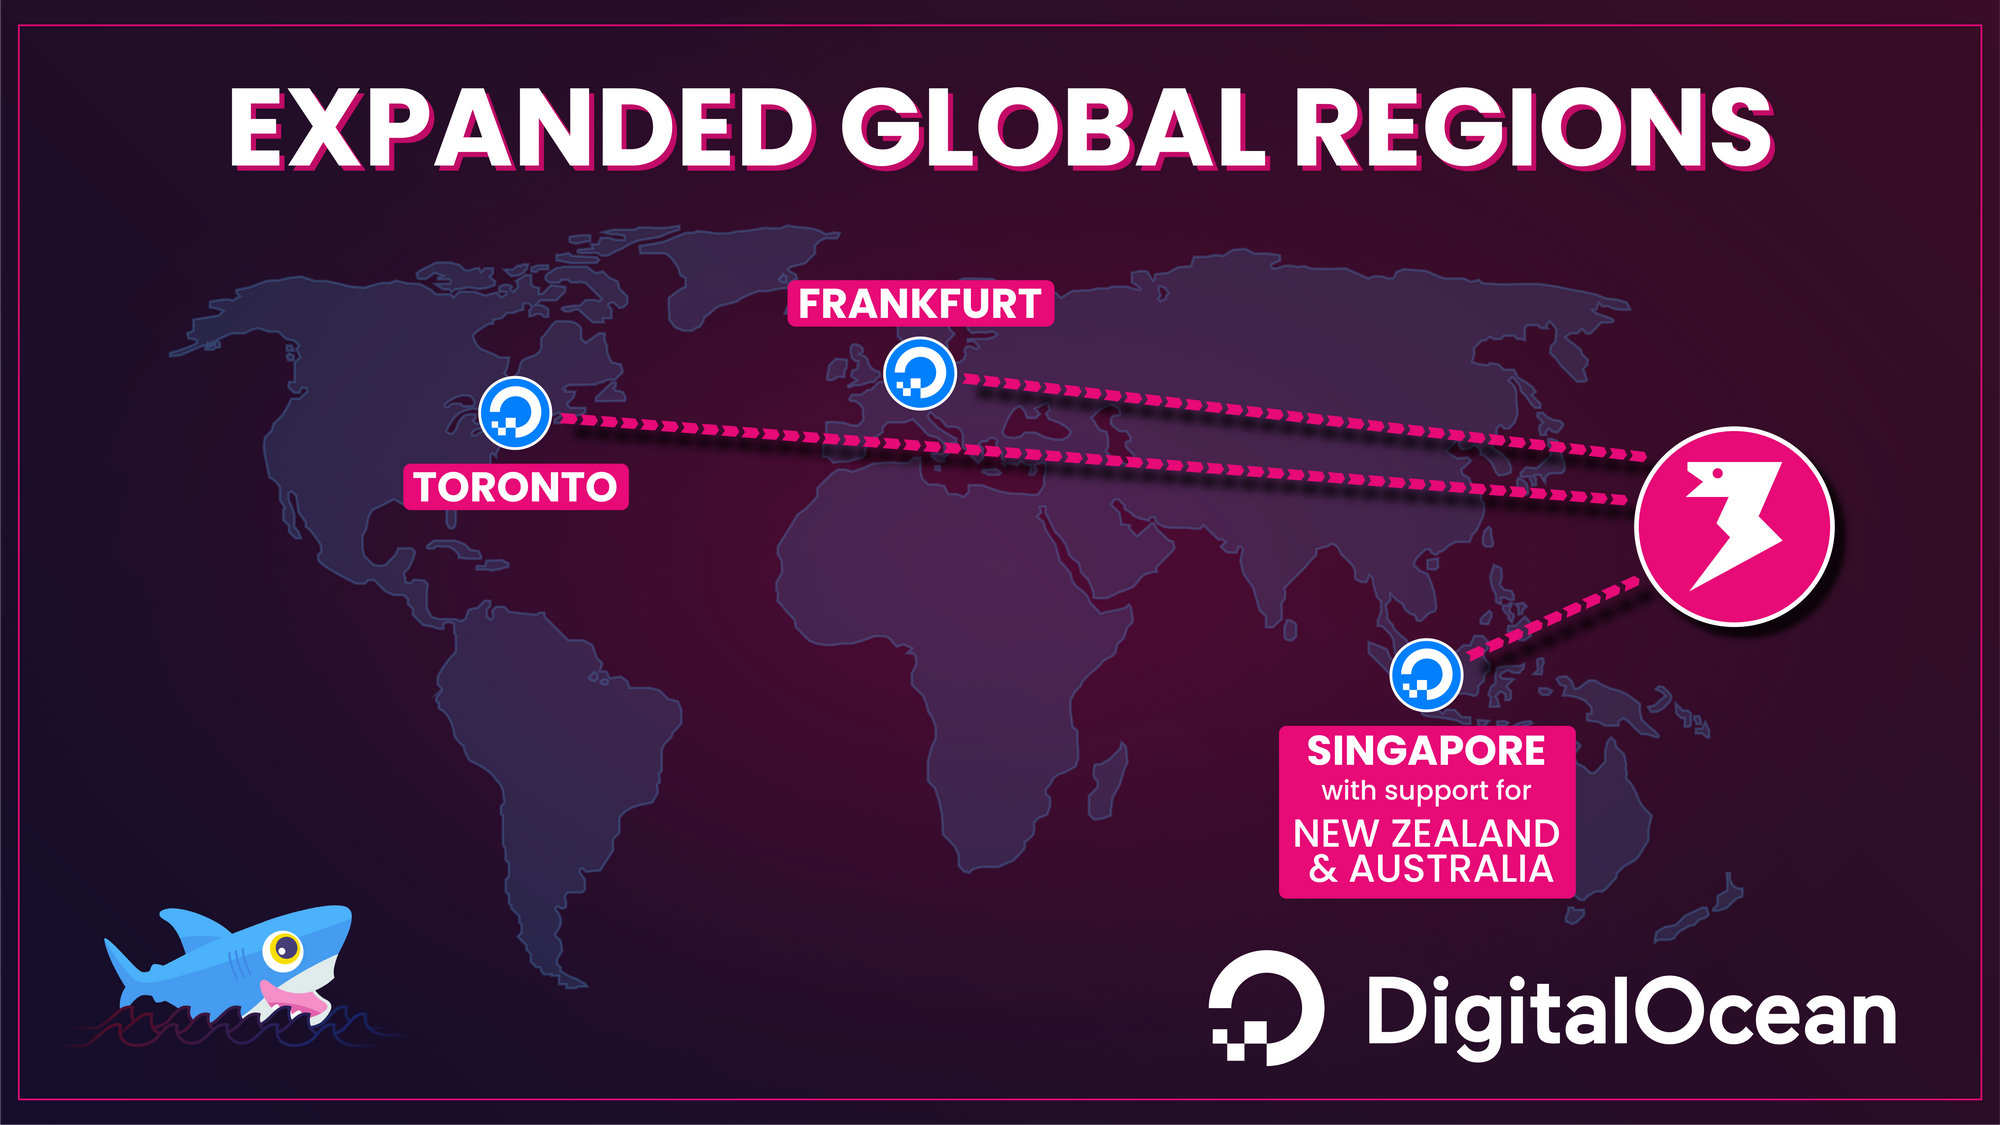 EXPANDED GLOBAL REGIONS
FRANKFURT
TORONTO
SINGAPORE
with support for
NEW ZEALAND
& AUSTRALIA
DigitalOcean